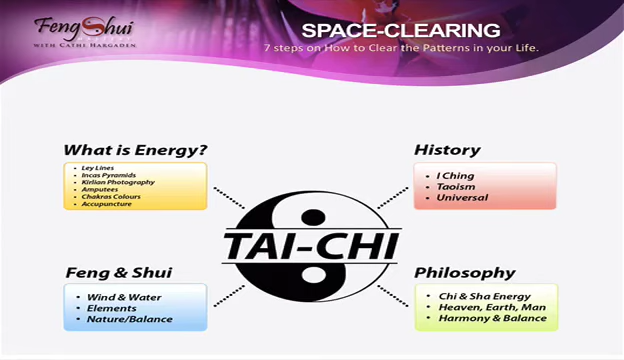 Feng Shui
WITH CATHI HARGADEN
SPACE-CLEARING
7 steps on How to Clear the Patterns in your Life.
What is Energy?
• Ley Lines
• Incas Pyramids
• Kirlian Photography
• Amputees
• Chakras Colours
• Accupuncture
History
• I Ching
• Taoism
• Universal
TAI-CHI
Feng & Shui
• Wind & Water
• Elements
• Nature/Balance
Philosophy
• Chi & Sha Energy
• Heaven, Earth, Man
• Harmony & Balance